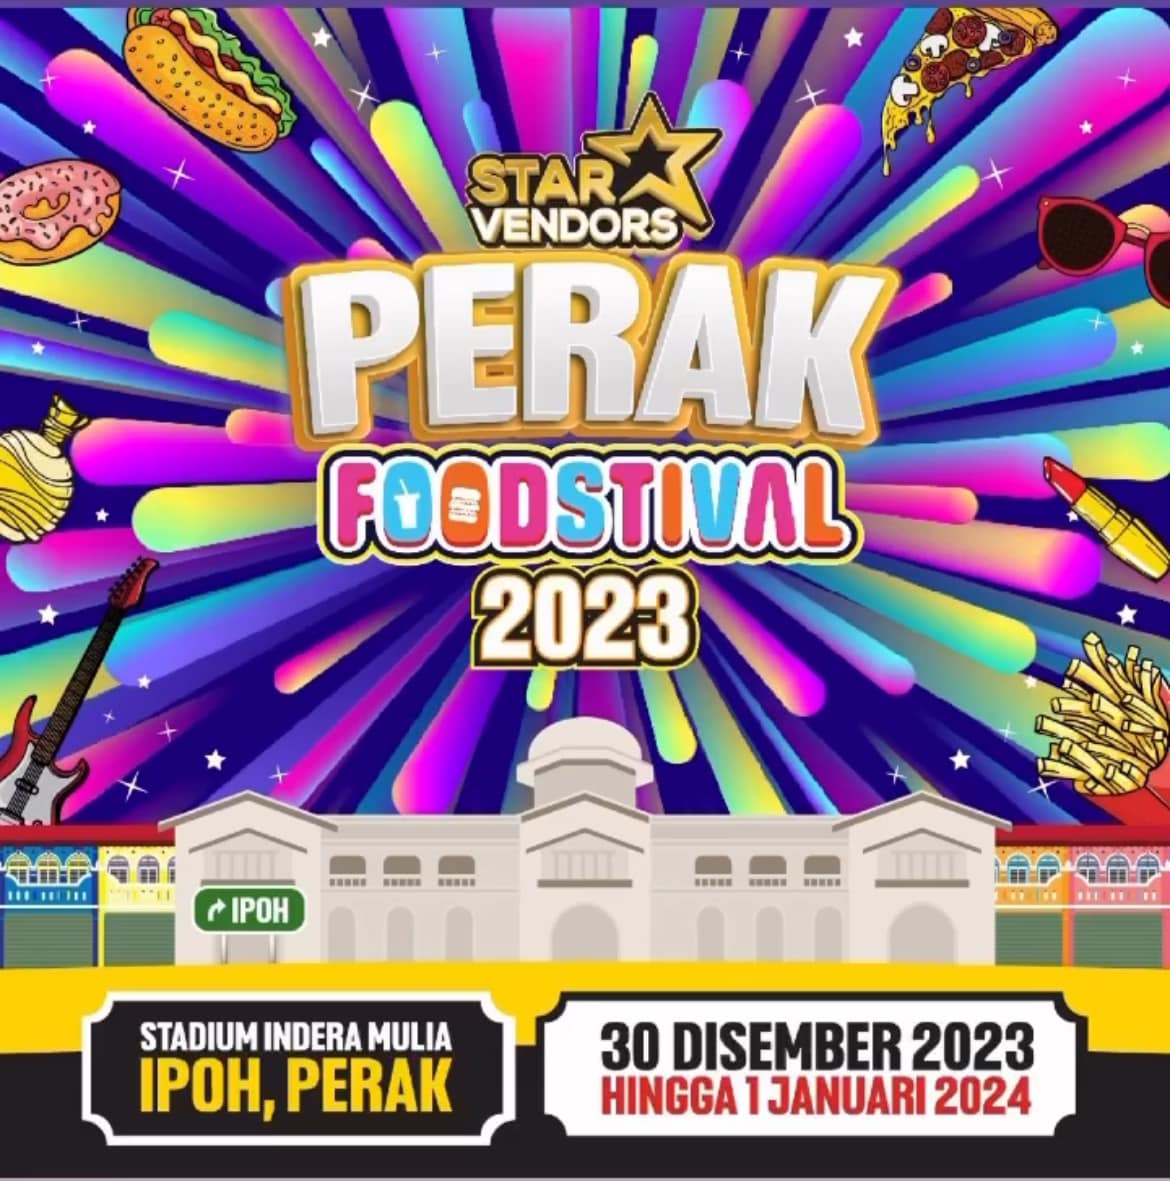 STAR
VENDORS
PERAK
FOODSTIVAL
2023
IPOH
STADIUM INDERA MULIA
IPOH, PERAK
30 DISEMBER 2023
HINGGA 1 JANUARI 2024